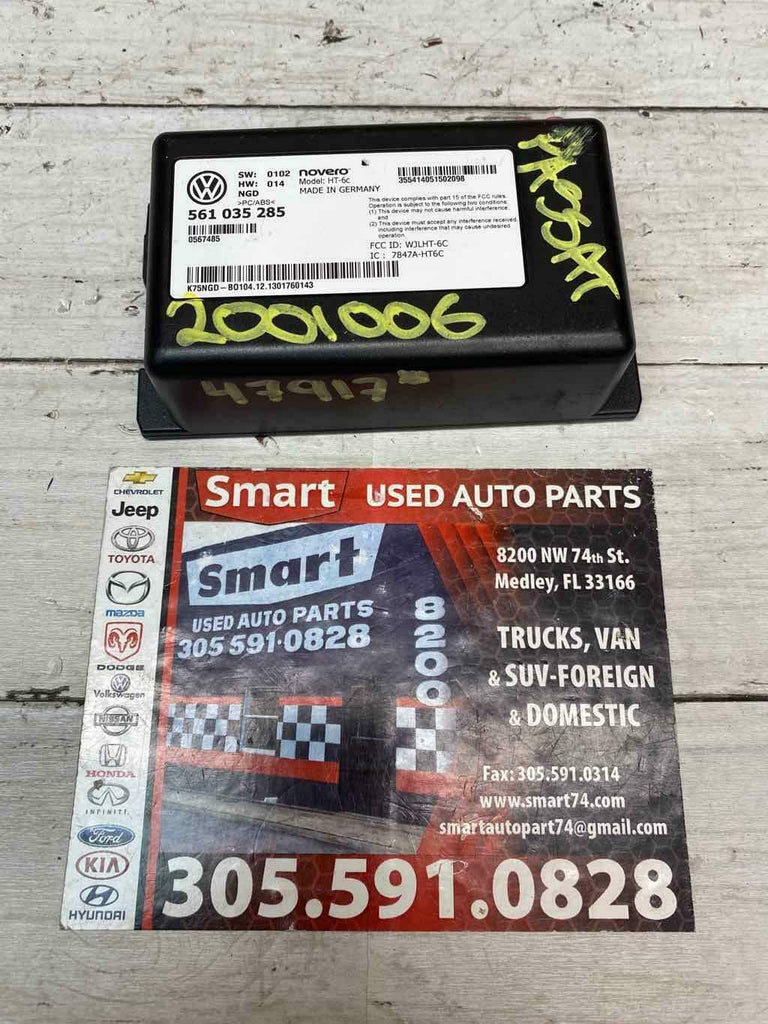 SW: 0102 novero®
HW: 014 Model: HT-6c
NGD MADE IN GERMANY
>PC/ABS<
561 035 285
0567485
355414051502098
This device complies with part 15 of the FCC rules.
Operation is subject to the following two conditions:
(1) This device may not cause harmful interference,
and
(2) This device must accept any interference received,
including interference that may cause undesired
operation.
FCC ID: WJLHT-6C
IC : 7847A-HT6C
K75NGD-B0104.12.1301760143
PASSAT
2001006
47917
Smart USED AUTO PARTS
CHEVROLET
Jeep
TOYOTA
mazda
DODGE
Volkswagen
NISSAN
HONDA
INFINITI
Ford
KIA
HYUNDAI
Smart
USED AUTO PARTS
305 591·0828
8200
8200 NW 74th St.
Medley, FL 33166
TRUCKS, VAN
& SUV-FOREIGN
& DOMESTIC
Fax: 305.591.0314
www.smart74.com
smartautopart74@gmail.com
305.591.0828